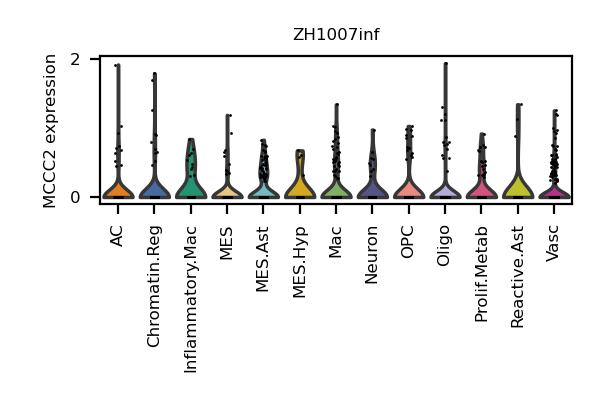 ZH1007inf
MCCC2 expression
2
0
AC
Chromatin.Reg
Inflammatory.Mac
MES
MES.Ast
MES.Hyp
Mac
Neuron
OPC
Oligo
Prolif.Metab
Reactive.Ast
Vasc